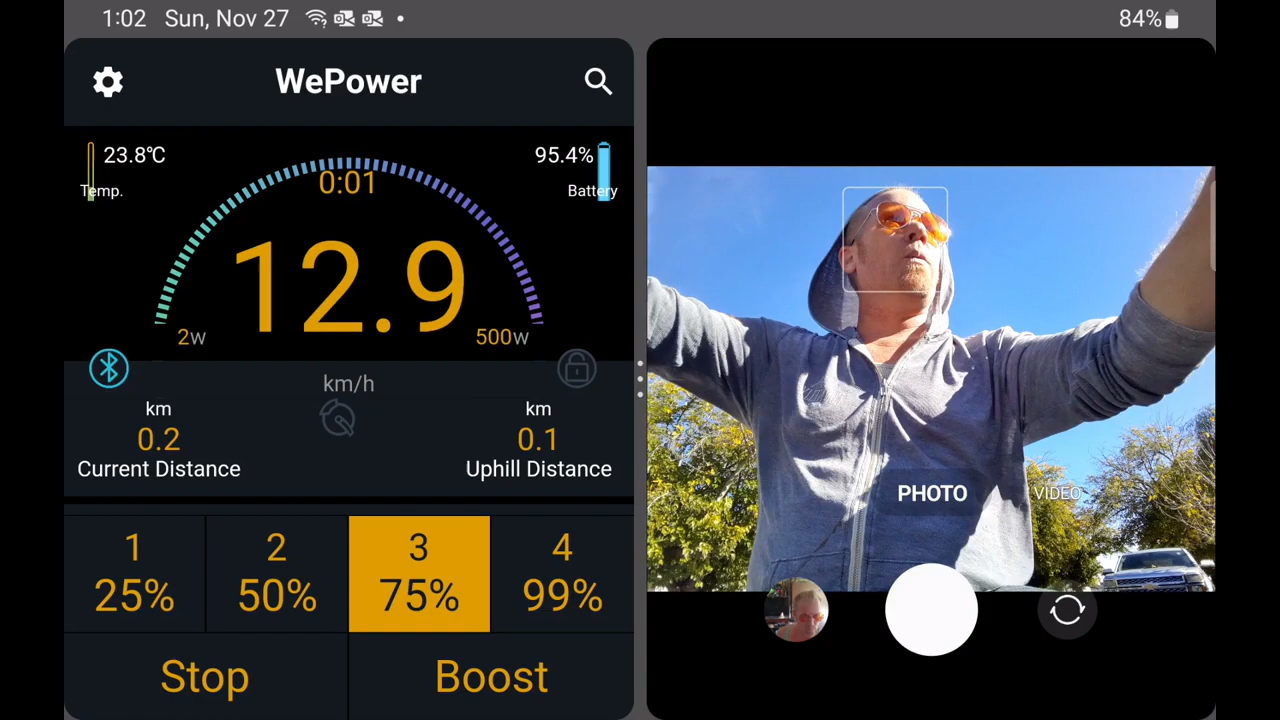 1:02 Sun, Nov 27 84%
WePower
23.8℃ 95.4%
Temp. Battery
0:01
12.9
2w 500w
km/h
km km
0.2 0.1
Current Distance Uphill Distance
PHOTO VIDEO
1 2 3 4
25% 50% 75% 99%
Stop Boost